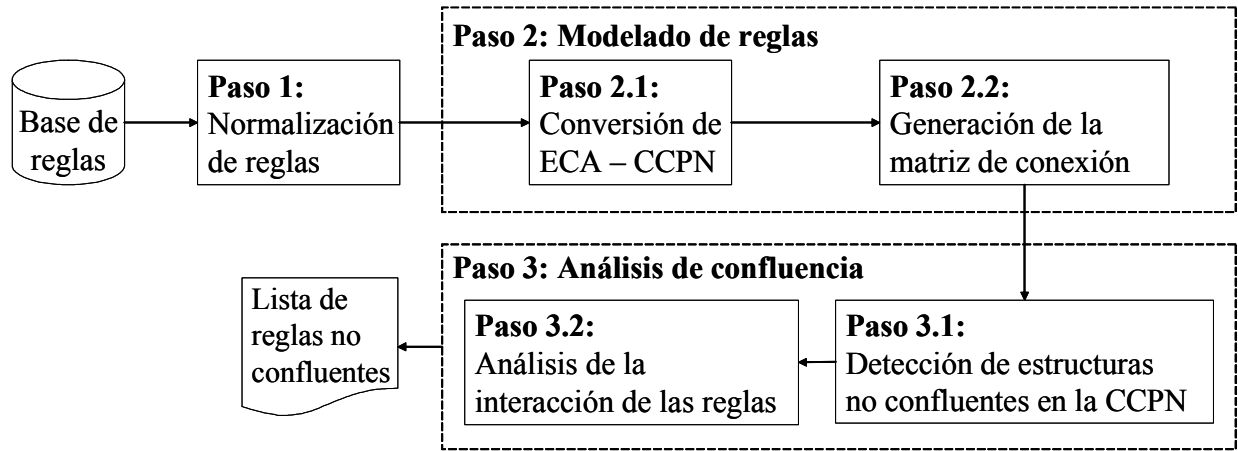 Paso 2: Modelado de reglas
Base de
reglas
Paso 1:
Normalización
de reglas
Paso 2.1:
Conversión de
ECA – CCPN
Paso 2.2:
Generación de la
matriz de conexión
Paso 3: Análisis de confluencia
Lista de
reglas no
confluentes
Paso 3.2:
Análisis de la
interacción de las reglas
Paso 3.1:
Detección de estructuras
no confluentes en la CCPN